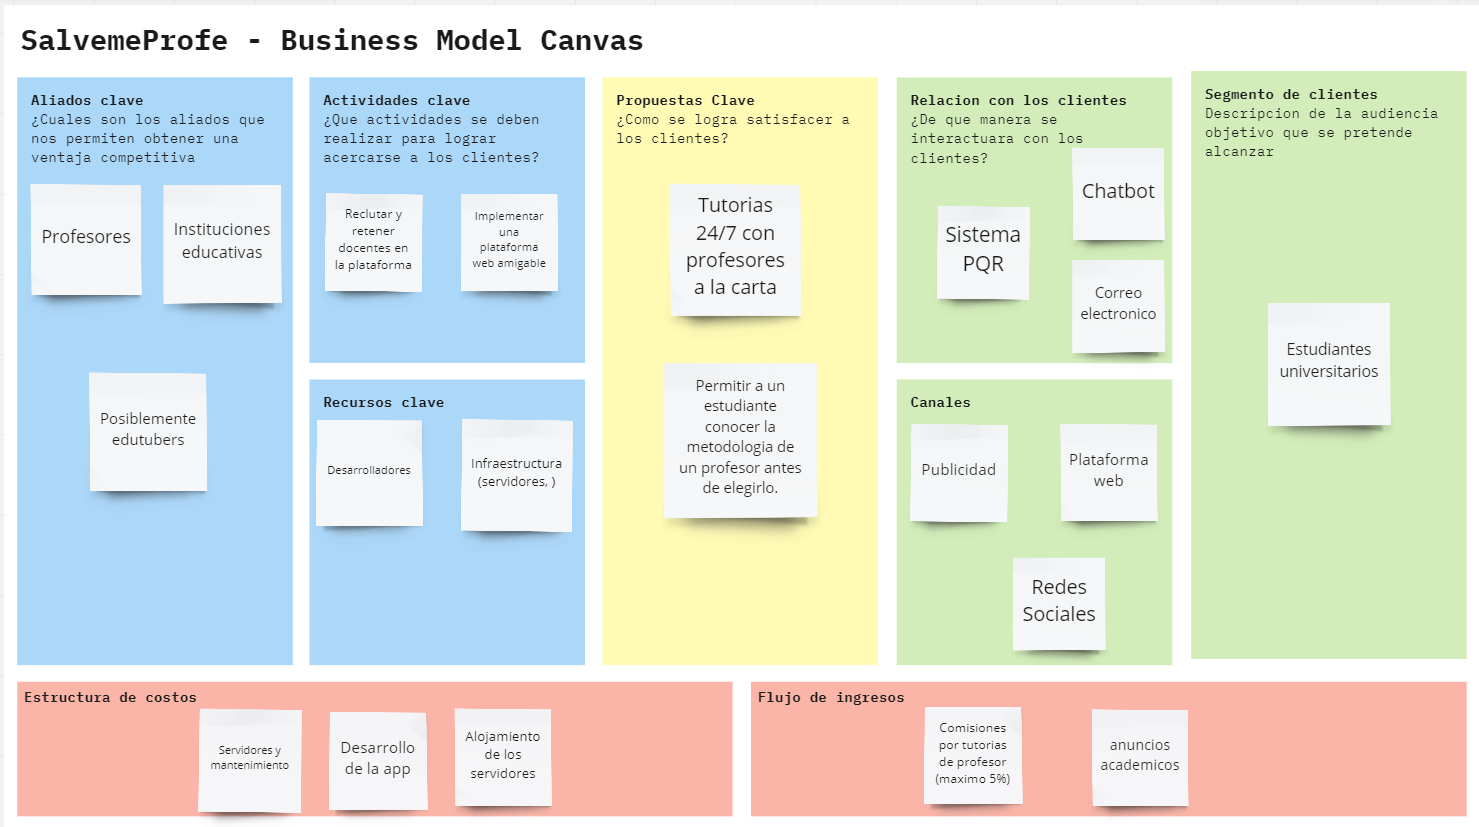 SalvemeProfe - Business Model Canvas
Aliados clave
¿Cuales son los aliados que
nos permiten obtener una
ventaja competitiva
Profesores
Instituciones
educativas
Posiblemente
edutubers
Actividades clave
¿Que actividades se deben
realizar para lograr
acercarse a los clientes?
Reclutar y
retener
docentes en
la plataforma
Implementar
una
plataforma
web amigable
Recursos clave
Desarrolladores
Infraestructura
(servidores, )
Propuestas Clave
¿Como se logra satisfacer a
los clientes?
Tutorias
24/7 con
profesores
a la carta
Permitir a un
estudiante
conocer la
metodologia de
un profesor antes
de elegirlo.
Relacion con los clientes
¿De que manera se
interactuara con los
clientes?
Chatbot
Sistema
PQR
Correo
electronico
Canales
Publicidad
Plataforma
web
Redes
Sociales
Segmento de clientes
Descripcion de la audiencia
objetivo que se pretende
alcanzar
Estudiantes
universitarios
Estructura de costos
Servidores y
mantenimiento
Desarrollo
de la app
Alojamiento
de los
servidores
Flujo de ingresos
Comisiones
por tutorias
de profesor
(maximo 5%)
anuncios
academicos